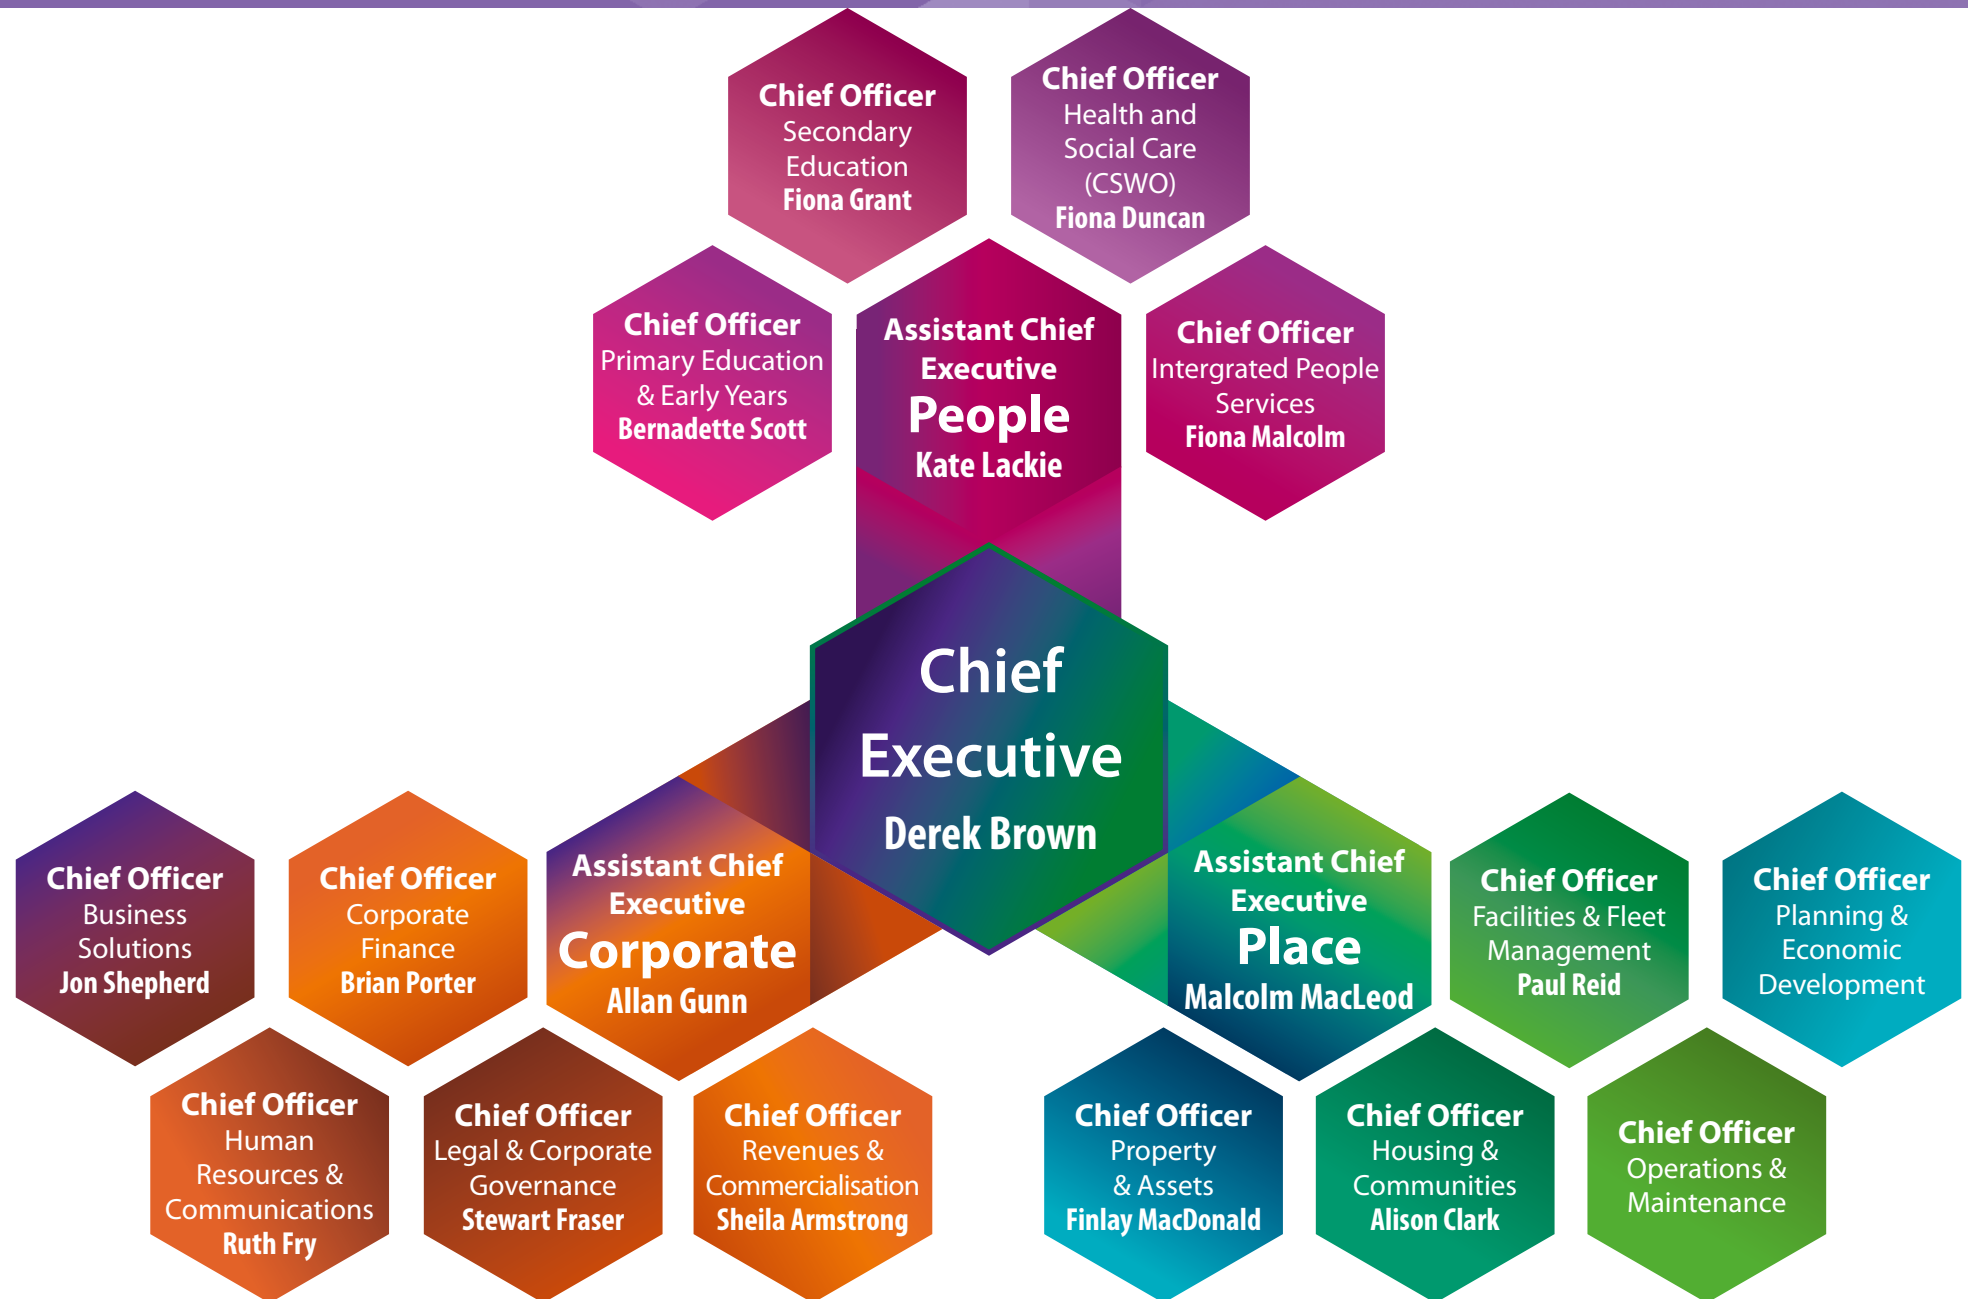 Chief Officer
Secondary
Education
Fiona Grant
Chief Officer
Health and
Social Care
(CSWO)
Fiona Duncan
Chief Officer
Primary Education
& Early Years
Bernadette Scott
Assistant Chief
Executive
People
Kate Lackie
Chief Officer
Intergrated People
Services
Fiona Malcolm
Chief
Executive
Derek Brown
Chief Officer
Business
Solutions
Jon Shepherd
Chief Officer
Corporate
Finance
Brian Porter
Assistant Chief
Executive
Corporate
Allan Gunn
Assistant Chief
Executive
Place
Malcolm MacLeod
Chief Officer
Facilities & Fleet
Management
Paul Reid
Chief Officer
Planning &
Economic
Development
Chief Officer
Human
Resources &
Communications
Ruth Fry
Chief Officer
Legal & Corporate
Governance
Stewart Fraser
Chief Officer
Revenues &
Commercialisation
Sheila Armstrong
Chief Officer
Property
& Assets
Finlay MacDonald
Chief Officer
Housing &
Communities
Alison Clark
Chief Officer
Operations &
Maintenance